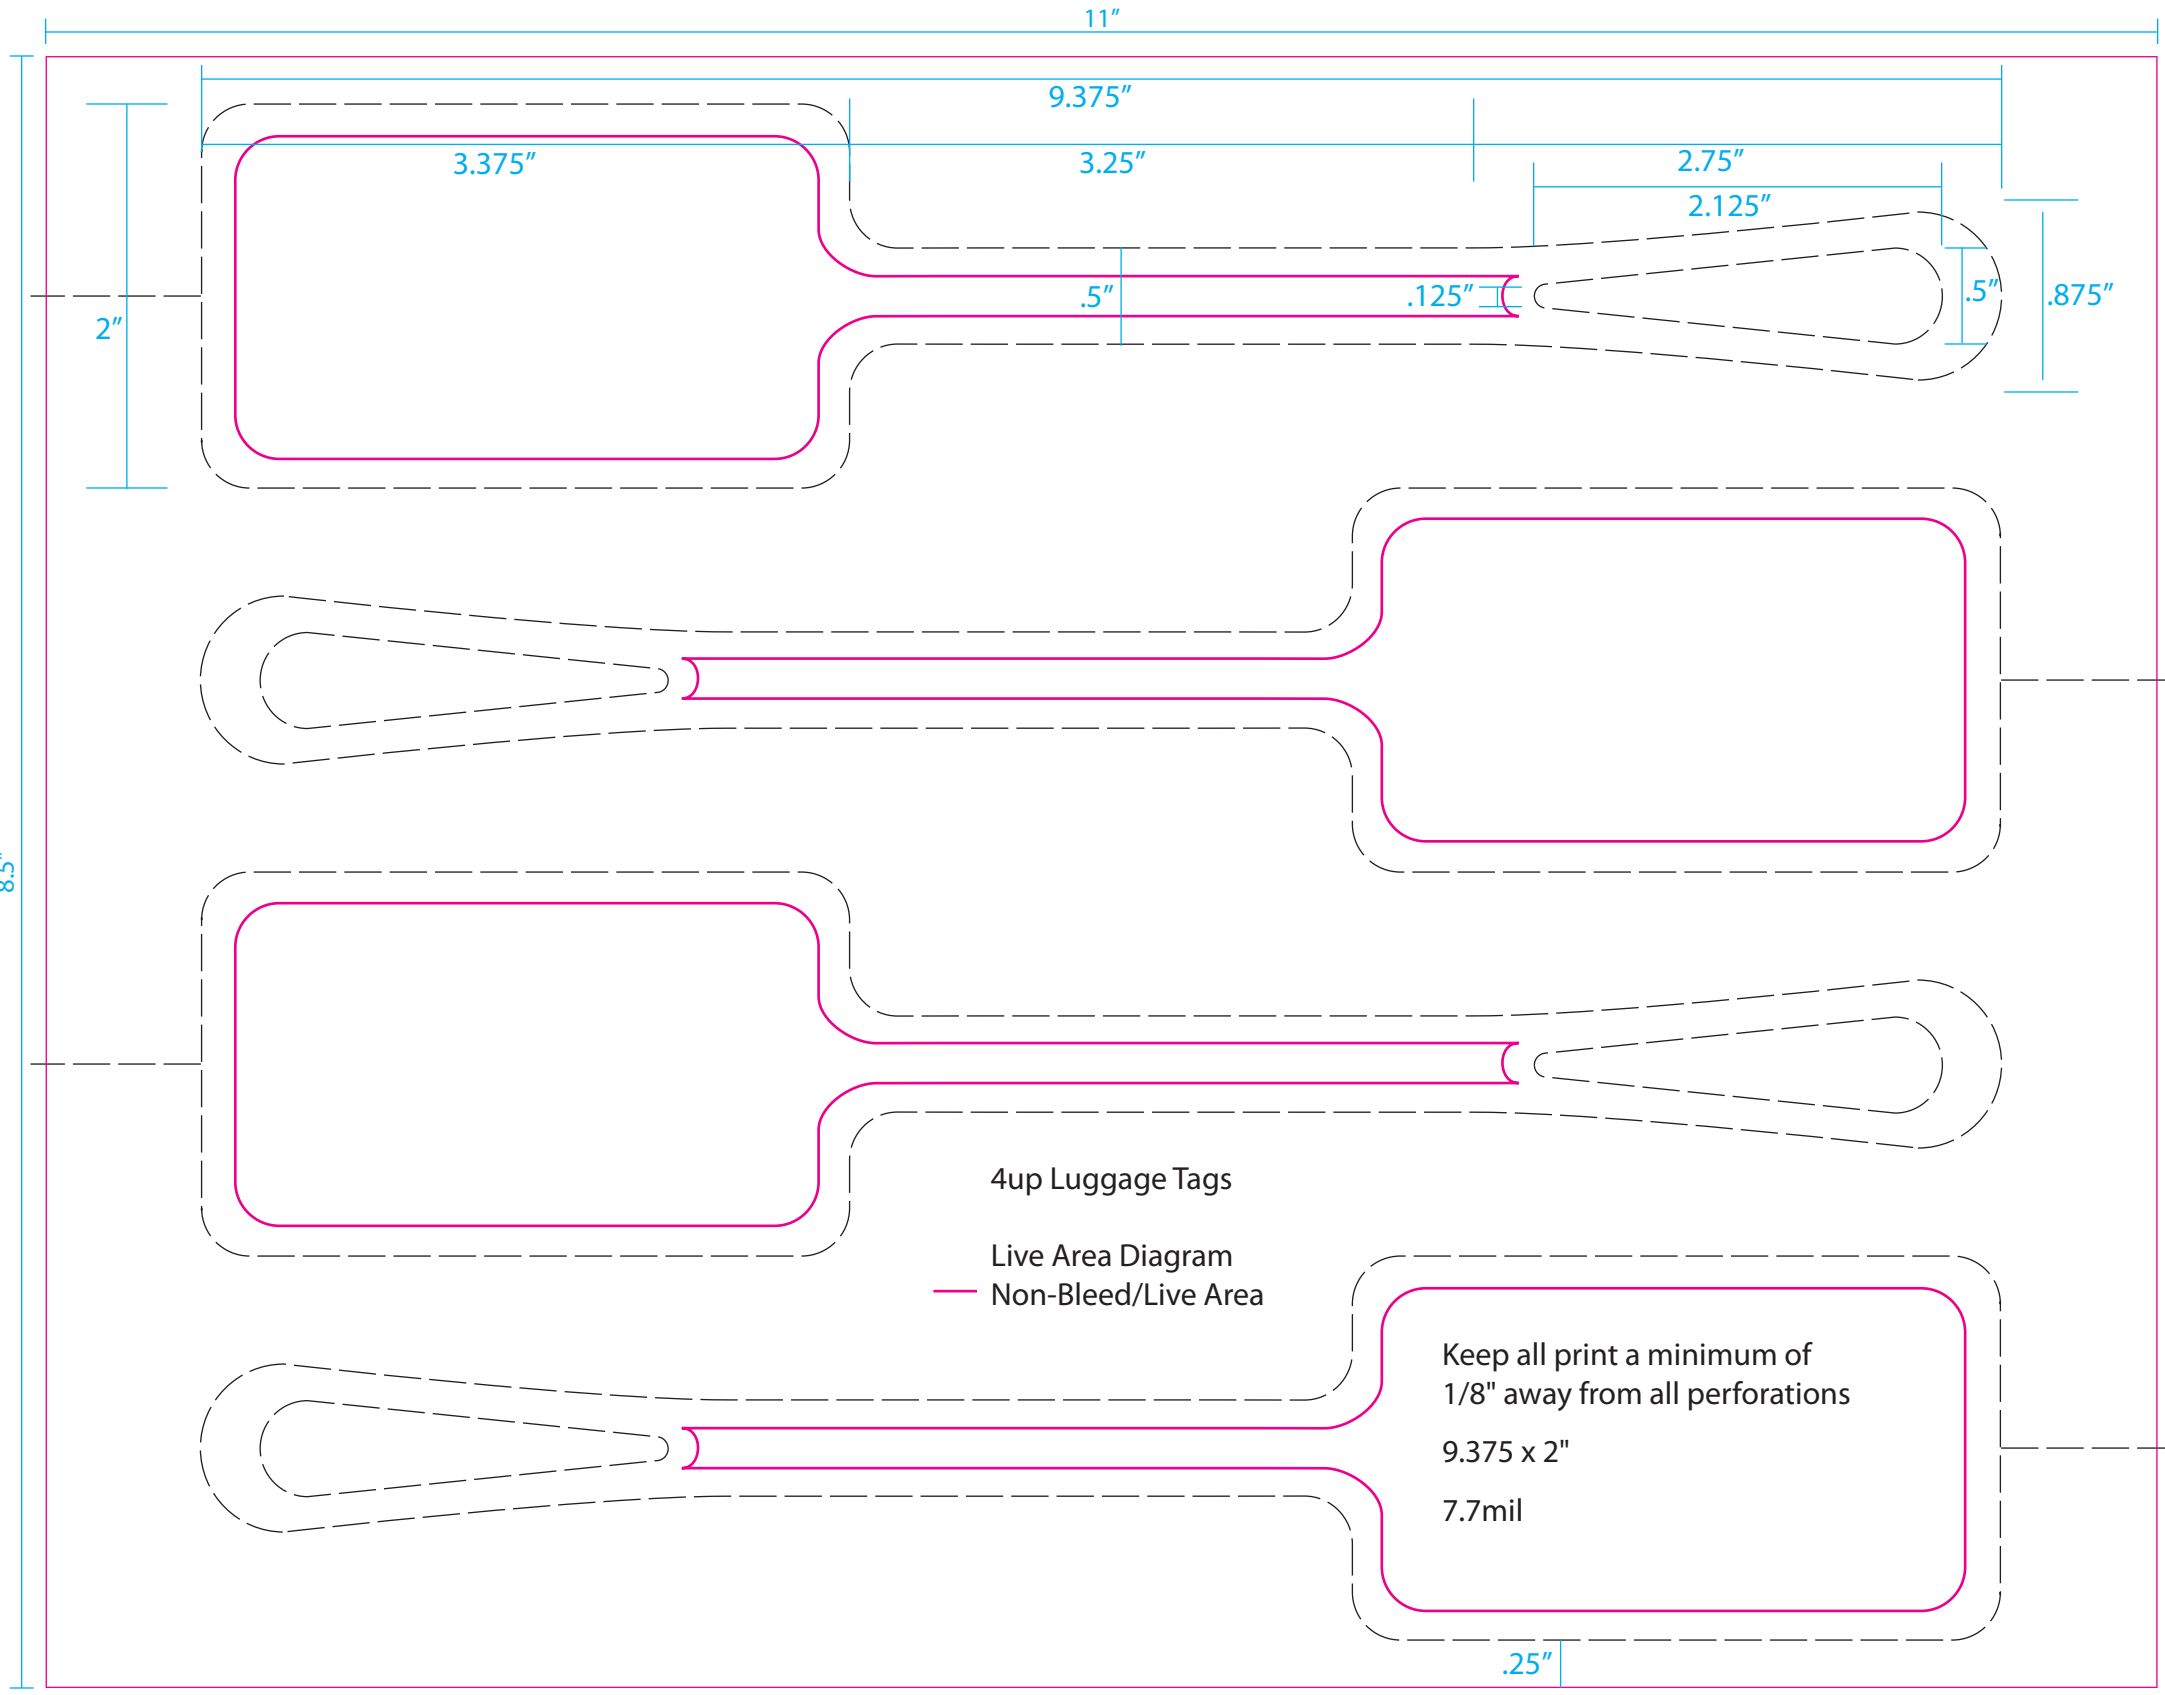 11″
9.375″
3.375″
3.25″
2.75″
2.125″
.5″
.125″
.5″
.875″
2″
8.5″
4up Luggage Tags
Live Area Diagram
Non-Bleed/Live Area
Keep all print a minimum of
1/8" away from all perforations
9.375 x 2"
7.7mil
.25″